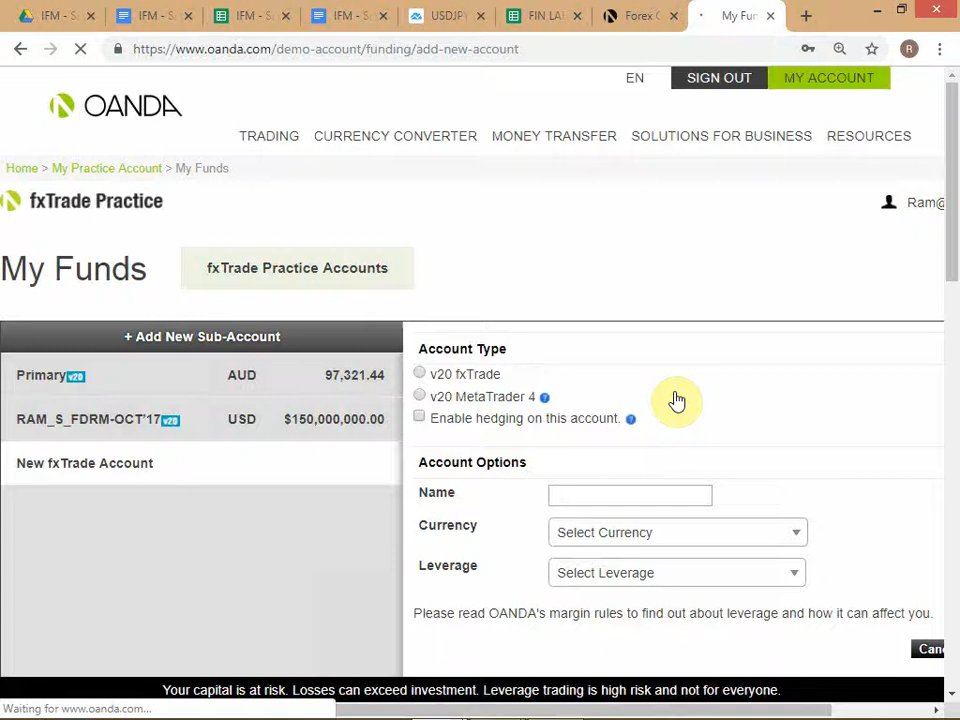 IFM - S
IFM - S
IFM - S
IFM - S
USDJPY
FIN LA
Forex C
My Fun
https://www.oanda.com/demo-account/funding/add-new-account
R
EN
SIGN OUT
MY ACCOUNT
OANDA
TRADING
CURRENCY CONVERTER
MONEY TRANSFER
SOLUTIONS FOR BUSINESS
RESOURCES
Home > My Practice Account > My Funds
fxTrade Practice
Ram@
My Funds
fxTrade Practice Accounts
+ Add New Sub-Account
Primary v20 AUD 97,321.44
RAM_S_FDRM-OCT'17 v20 USD $150,000,000.00
New fxTrade Account
Account Type
v20 fxTrade
v20 MetaTrader 4 ?
Enable hedging on this account. ?
Account Options
Name
Currency Select Currency
Leverage Select Leverage
Please read OANDA's margin rules to find out about leverage and how it can affect you.
Canc
Your capital is at risk. Losses can exceed investment. Leverage trading is high risk and not for everyone.
Waiting for www.oanda.com...